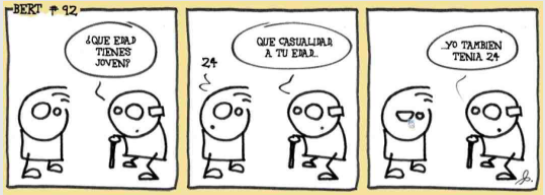 BERT # 92
¿QUE EDAD
TIENES
JOVEN?
24
QUE CASUALIDAD
A TU EDAD...
...YO TAMBIEN
TENIA 24